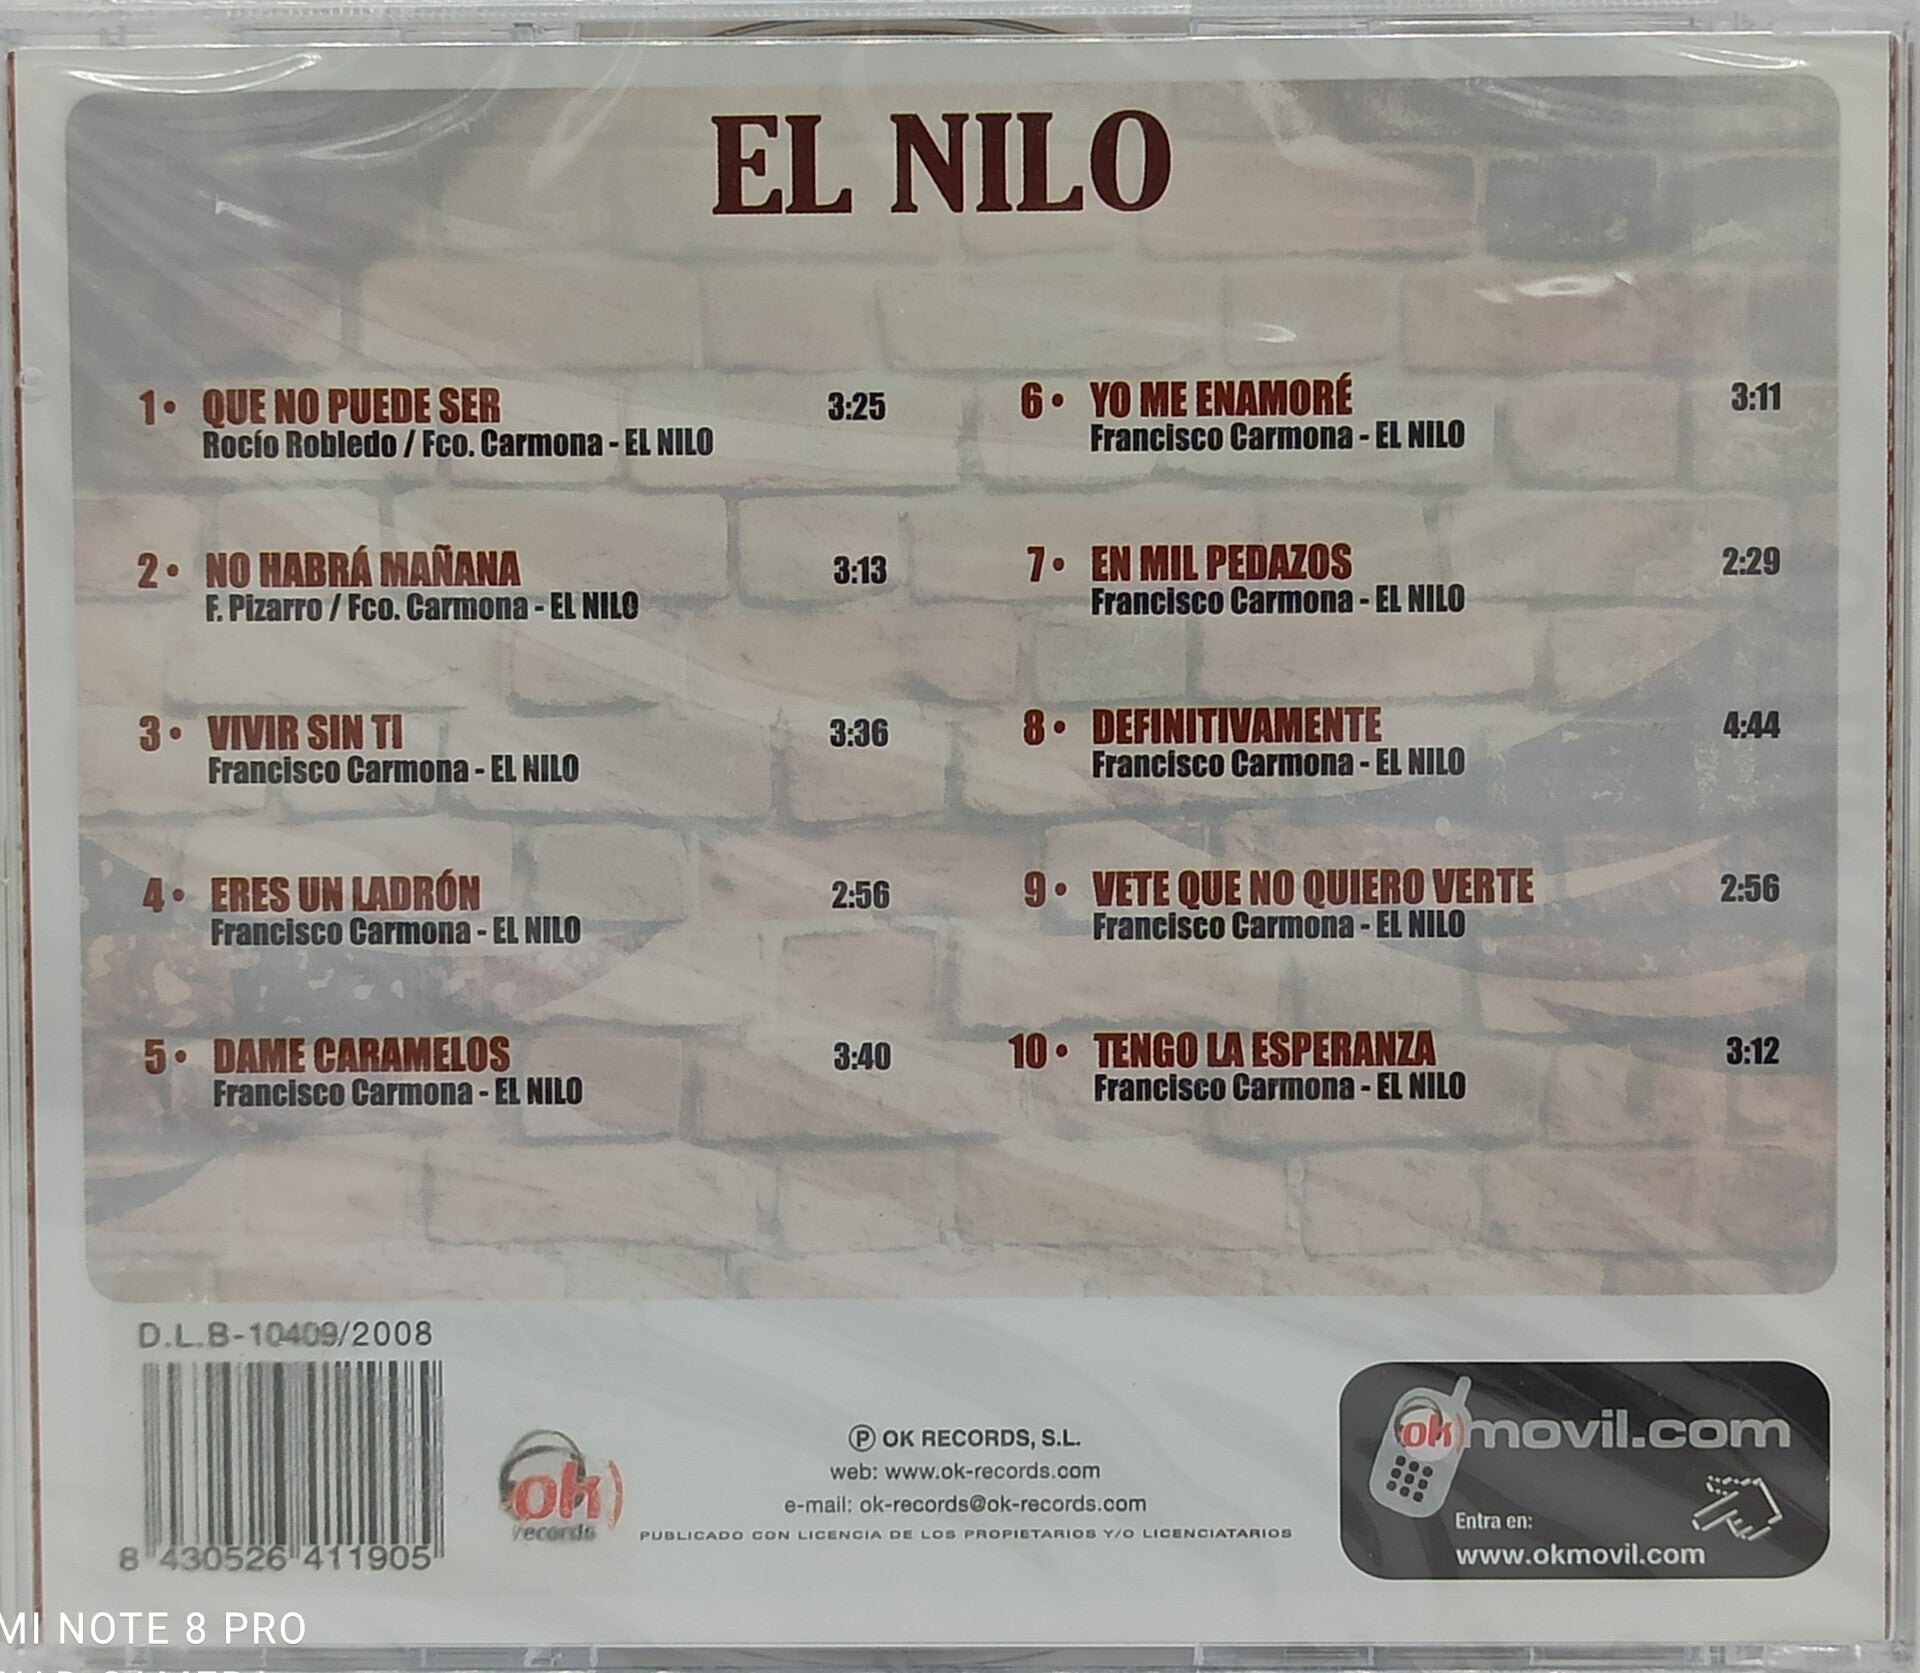 EL NILO
1• QUE NO PUEDE SER 3:25
Rocío Robledo / Fco. Carmona - EL NILO
2• NO HABRÁ MAÑANA 3:13
F. Pizarro / Fco. Carmona - EL NILO
3• VIVIR SIN TI 3:36
Francisco Carmona - EL NILO
4• ERES UN LADRÓN 2:56
Francisco Carmona - EL NILO
5• DAME CARAMELOS 3:40
Francisco Carmona - EL NILO
6• YO ME ENAMORÉ 3:11
Francisco Carmona - EL NILO
7• EN MIL PEDAZOS 2:29
Francisco Carmona - EL NILO
8• DEFINITIVAMENTE 4:44
Francisco Carmona - EL NILO
9• VETE QUE NO QUIERO VERTE 2:56
Francisco Carmona - EL NILO
10• TENGO LA ESPERANZA 3:12
Francisco Carmona - EL NILO
D.L.B-10409/2008
8 430526 411905
ok)
records
Ⓟ OK RECORDS, S.L.
web: www.ok-records.com
e-mail: ok-records@ok-records.com
PUBLICADO CON LICENCIA DE LOS PROPIETARIOS Y/O LICENCIATARIOS
ok)movil.com
Entra en:
www.okmovil.com
MI NOTE 8 PRO